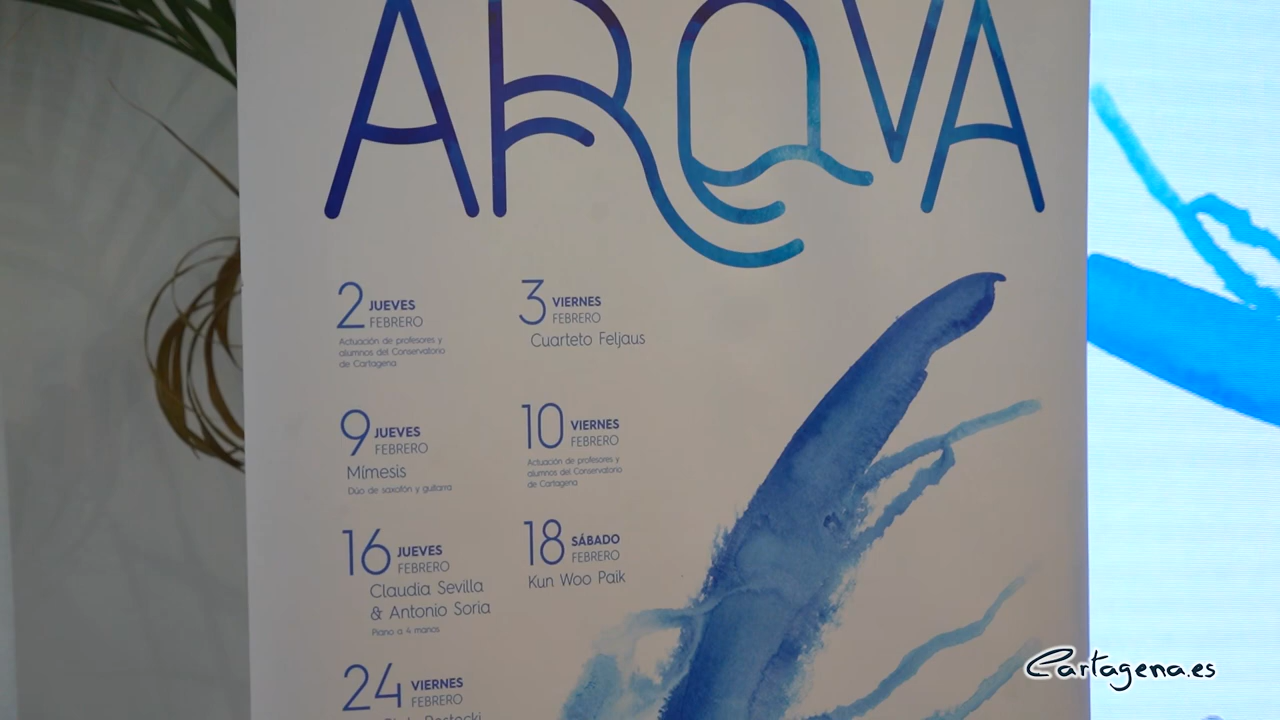 ARQVA
2 JUEVES
FEBRERO
Actuación de profesores y
alumnos del Conservatorio
de Cartagena
3 VIERNES
FEBRERO
Cuarteto Feljaus
9 JUEVES
FEBRERO
Mímesis
Dúo de saxofón y guitarra
10 VIERNES
FEBRERO
Actuación de profesores y
alumnos del Conservatorio
de Cartagena
16 JUEVES
FEBRERO
Claudia Sevilla
& Antonio Soria
Piano a 4 manos
18 SÁBADO
FEBRERO
Kun Woo Paik
24 VIERNES
FEBRERO
Cartagena.es